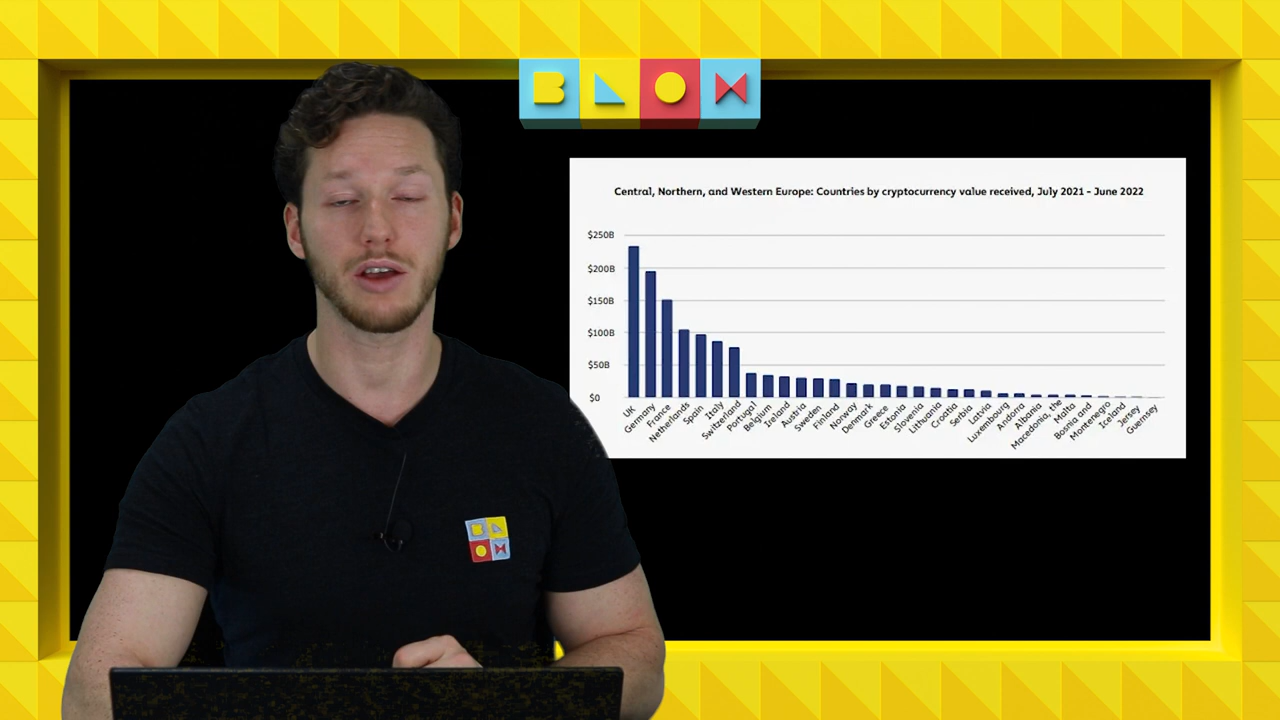 BLOX
Central, Northern, and Western Europe: Countries by cryptocurrency value received, July 2021 - June 2022
$250B
$200B
$150B
$100B
$50B
$0
UK
Germany
France
Netherlands
Spain
Italy
Switzerland
Portugal
Belgium
Ireland
Austria
Sweden
Finland
Norway
Denmark
Greece
Estonia
Slovenia
Lithuania
Croatia
Serbia
Latvia
Luxembourg
Andorra
Albania
Macedonia, the
Malta
Bosnia and
Montenegro
Iceland
Jersey
Guernsey
BLOX